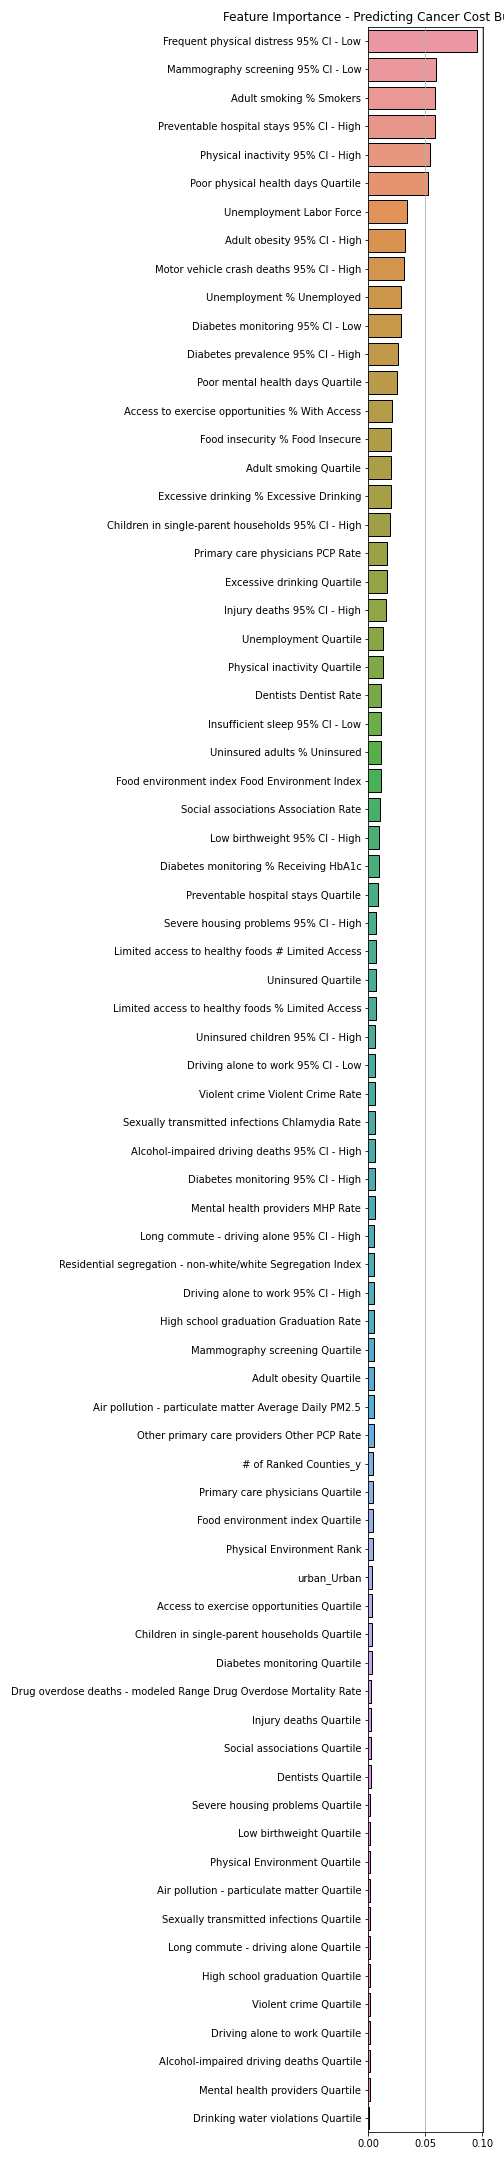 Feature Importance - Predicting Cancer Cost Bu
Frequent physical distress 95% CI - Low
Mammography screening 95% CI - Low
Adult smoking % Smokers
Preventable hospital stays 95% CI - High
Physical inactivity 95% CI - High
Poor physical health days Quartile
Unemployment Labor Force
Adult obesity 95% CI - High
Motor vehicle crash deaths 95% CI - High
Unemployment % Unemployed
Diabetes monitoring 95% CI - Low
Diabetes prevalence 95% CI - High
Poor mental health days Quartile
Access to exercise opportunities % With Access
Food insecurity % Food Insecure
Adult smoking Quartile
Excessive drinking % Excessive Drinking
Children in single-parent households 95% CI - High
Primary care physicians PCP Rate
Excessive drinking Quartile
Injury deaths 95% CI - High
Unemployment Quartile
Physical inactivity Quartile
Dentists Dentist Rate
Insufficient sleep 95% CI - Low
Uninsured adults % Uninsured
Food environment index Food Environment Index
Social associations Association Rate
Low birthweight 95% CI - High
Diabetes monitoring % Receiving HbA1c
Preventable hospital stays Quartile
Severe housing problems 95% CI - High
Limited access to healthy foods # Limited Access
Uninsured Quartile
Limited access to healthy foods % Limited Access
Uninsured children 95% CI - High
Driving alone to work 95% CI - Low
Violent crime Violent Crime Rate
Sexually transmitted infections Chlamydia Rate
Alcohol-impaired driving deaths 95% CI - High
Diabetes monitoring 95% CI - High
Mental health providers MHP Rate
Long commute - driving alone 95% CI - High
Residential segregation - non-white/white Segregation Index
Driving alone to work 95% CI - High
High school graduation Graduation Rate
Mammography screening Quartile
Adult obesity Quartile
Air pollution - particulate matter Average Daily PM2.5
Other primary care providers Other PCP Rate
# of Ranked Counties_y
Primary care physicians Quartile
Food environment index Quartile
Physical Environment Rank
urban_Urban
Access to exercise opportunities Quartile
Children in single-parent households Quartile
Diabetes monitoring Quartile
Drug overdose deaths - modeled Range Drug Overdose Mortality Rate
Injury deaths Quartile
Social associations Quartile
Dentists Quartile
Severe housing problems Quartile
Low birthweight Quartile
Physical Environment Quartile
Air pollution - particulate matter Quartile
Sexually transmitted infections Quartile
Long commute - driving alone Quartile
High school graduation Quartile
Violent crime Quartile
Driving alone to work Quartile
Alcohol-impaired driving deaths Quartile
Mental health providers Quartile
Drinking water violations Quartile
0.00 0.05 0.10